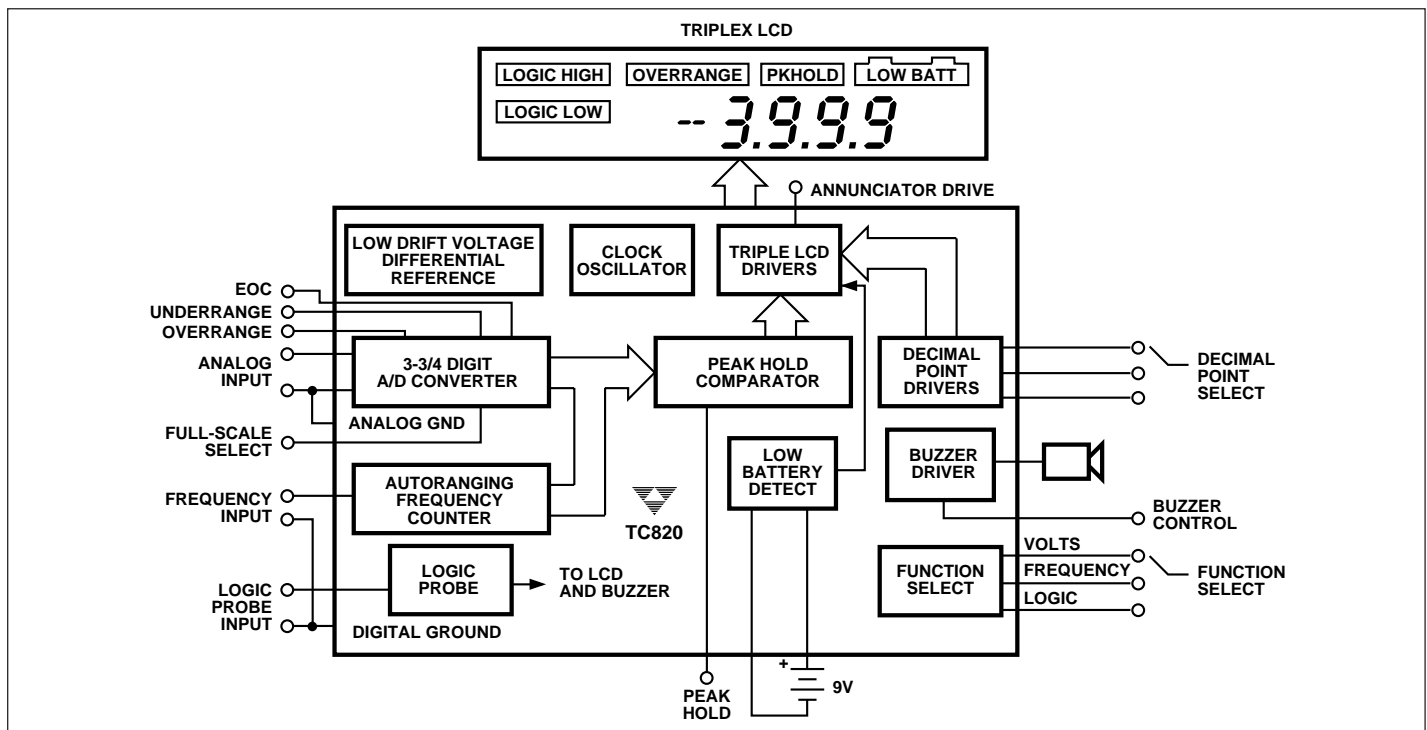 TRIPLEX LCD
LOGIC HIGH
OVERRANGE
PKHOLD
LOW BATT
LOGIC LOW
--3.9.9.9
ANNUNCIATOR DRIVE
LOW DRIFT VOLTAGE
DIFFERENTIAL
REFERENCE
CLOCK
OSCILLATOR
TRIPLE LCD
DRIVERS
EOC
UNDERRANGE
OVERRANGE
ANALOG
INPUT
3-3/4 DIGIT
A/D CONVERTER
PEAK HOLD
COMPARATOR
DECIMAL
POINT
DRIVERS
DECIMAL
POINT
SELECT
ANALOG GND
FULL-SCALE
SELECT
LOW
BATTERY
DETECT
BUZZER
DRIVER
FREQUENCY
INPUT
AUTORANGING
FREQUENCY
COUNTER
TC820
BUZZER
CONTROL
LOGIC
PROBE
INPUT
LOGIC
PROBE
TO LCD
AND BUZZER
FUNCTION
SELECT
VOLTS
FREQUENCY
LOGIC
FUNCTION
SELECT
DIGITAL GROUND
PEAK
HOLD
+
9V